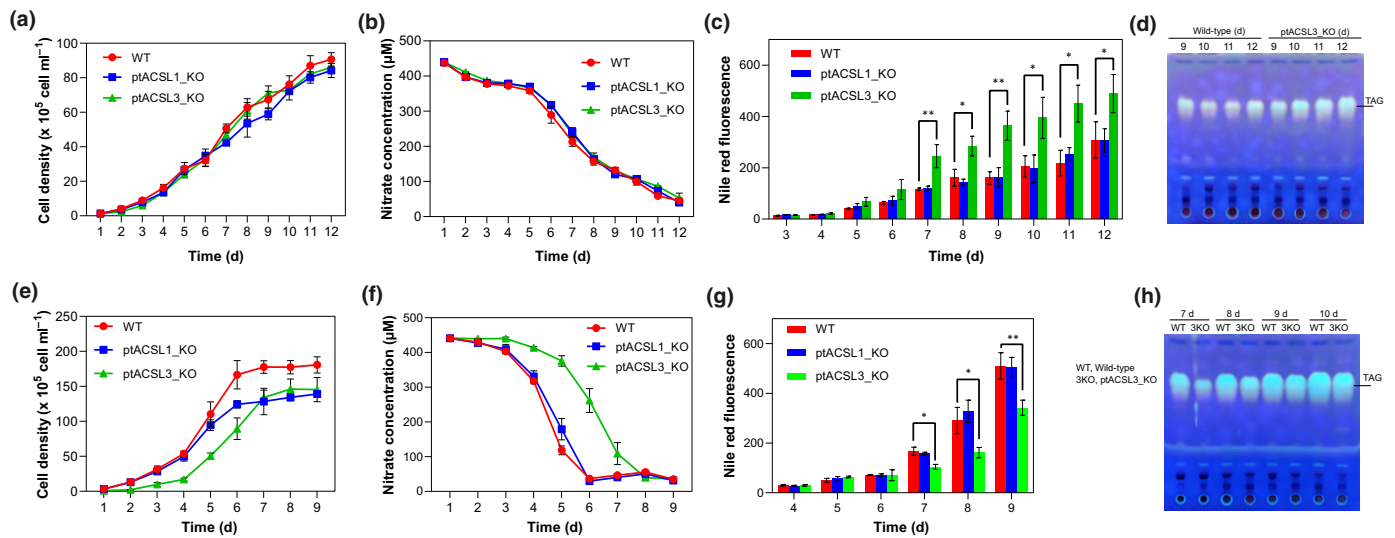 (a)
Cell density (x 10⁵ cell ml⁻¹)
100
80
60
40
20
0
WT
ptACSL1_KO
ptACSL3_KO
1 2 3 4 5 6 7 8 9 10 11 12
Time (d)
(b)
Nitrate concentration (µM)
500
400
300
200
100
0
WT
ptACSL1_KO
ptACSL3_KO
1 2 3 4 5 6 7 8 9 10 11 12
Time (d)
(c)
Nile red fluorescence
600
400
200
0
WT
ptACSL1_KO
ptACSL3_KO
** * ** * * *
3 4 5 6 7 8 9 10 11 12
Time (d)
(d)
Wild-type (d) ptACSL3_KO (d)
9 10 11 12 9 10 11 12
TAG
(e)
Cell density (x 10⁵ cell ml⁻¹)
250
200
150
100
50
0
WT
ptACSL1_KO
ptACSL3_KO
1 2 3 4 5 6 7 8 9
Time (d)
(f)
Nitrate concentration (µM)
500
400
300
200
100
0
WT
ptACSL1_KO
ptACSL3_KO
1 2 3 4 5 6 7 8 9
Time (d)
(g)
Nile red fluorescence
600
400
200
0
WT
ptACSL1_KO
ptACSL3_KO
* * **
4 5 6 7 8 9
Time (d)
(h)
7 d 8 d 9 d 10 d
WT 3KO WT 3KO WT 3KO WT 3KO
WT, Wild-type
3KO, ptACSL3_KO
TAG